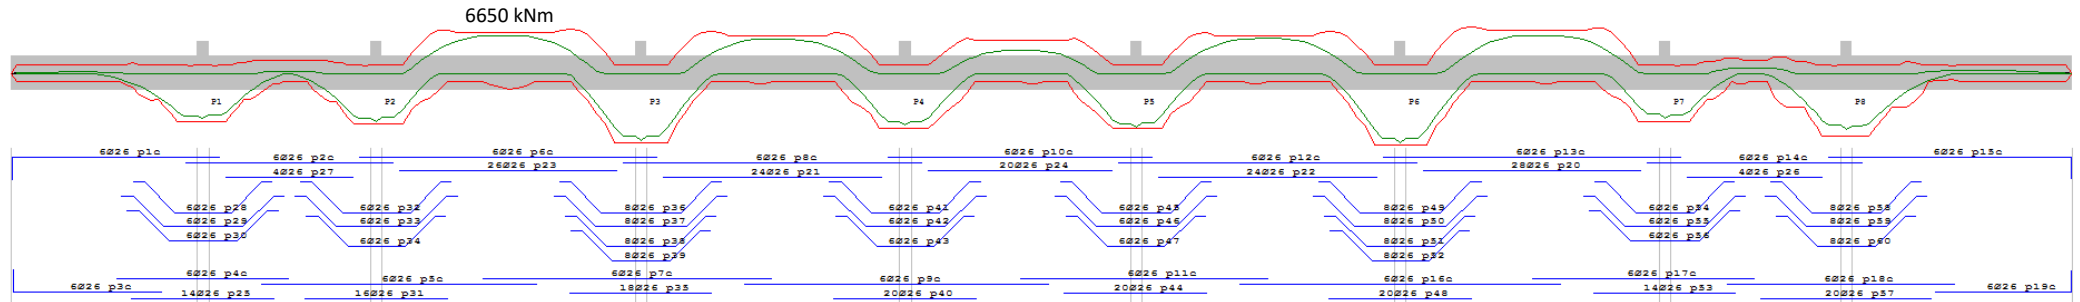 6650 kNm
P1 P2 P3 P4 P5 P6 P7 P8
6Ø26 p1c 6Ø26 p2c 6Ø26 p6c 6Ø26 p8c 6Ø26 p10c 6Ø26 p12c 6Ø26 p13c 6Ø26 p14c 6Ø26 p15c
4Ø26 p27 26Ø26 p23 24Ø26 p21 20Ø26 p24 24Ø26 p22 28Ø26 p20 4Ø26 p26
6Ø26 p28 6Ø26 p32 8Ø26 p36 6Ø26 p41 6Ø26 p45 8Ø26 p49 6Ø26 p54 8Ø26 p58
6Ø26 p29 6Ø26 p33 8Ø26 p37 6Ø26 p42 6Ø26 p46 8Ø26 p50 6Ø26 p55 8Ø26 p59
6Ø26 p30 6Ø26 p34 8Ø26 p38 6Ø26 p43 6Ø26 p47 8Ø26 p51 6Ø26 p56 8Ø26 p60
8Ø26 p39 8Ø26 p52
6Ø26 p4c 6Ø26 p5c 6Ø26 p7c 6Ø26 p9c 6Ø26 p11c 6Ø26 p16c 6Ø26 p17c 6Ø26 p18c
6Ø26 p3c 14Ø26 p25 16Ø26 p31 18Ø26 p35 20Ø26 p40 20Ø26 p44 20Ø26 p48 14Ø26 p53 20Ø26 p57 6Ø26 p19c